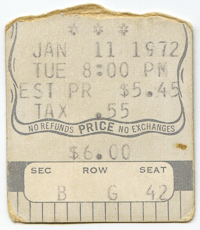 * * *
JAN 11 1972
TUE 8:00 PM
EST PR $5.45
TAX .55
NO REFUNDS PRICE NO EXCHANGES
$6.00
SEC ROW SEAT
B G 42